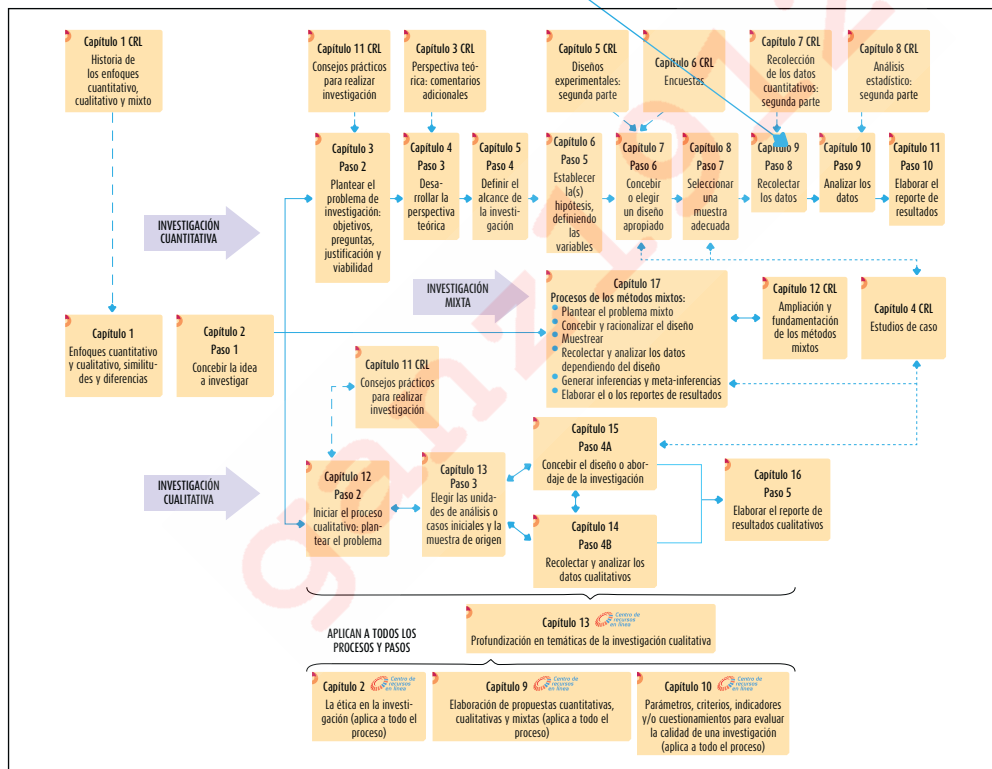 Capítulo 1 CRL
Historia de
los enfoques
cuantitativo,
cualitativo y mixto
Capítulo 11 CRL
Consejos prácticos
para realizar
investigación
Capítulo 3 CRL
Perspectiva teó-
rica: comentarios
adicionales
Capítulo 5 CRL
Diseños
experimentales:
segunda parte
Capítulo 6 CRL
Encuestas
Capítulo 7 CRL
Recolección
de los datos
cuantitativos:
segunda parte
Capítulo 8 CRL
Análisis
estadístico:
segunda parte
Capítulo 3
Paso 2
Plantear el
problema de
investigación:
objetivos,
preguntas,
justificación y
viabilidad
Capítulo 4
Paso 3
Desa-
rrollar la
perspectiva
teórica
Capítulo 5
Paso 4
Definir el
alcance de
la investi-
gación
Capítulo 6
Paso 5
Establecer
la(s)
hipótesis,
definiendo
las
variables
Capítulo 7
Paso 6
Concebir
o elegir
un diseño
apropiado
Capítulo 8
Paso 7
Seleccionar
una
muestra
adecuada
Capítulo 9
Paso 8
Recolectar
los datos
Capítulo 10
Paso 9
Analizar los
datos
Capítulo 11
Paso 10
Elaborar el
reporte de
resultados
INVESTIGACIÓN
CUANTITATIVA
INVESTIGACIÓN
MIXTA
Capítulo 17
Procesos de los métodos mixtos:
Plantear el problema mixto
Concebir y racionalizar el diseño
Muestrear
Recolectar y analizar los datos
dependiendo del diseño
Generar inferencias y meta-inferencias
Elaborar el o los reportes de resultados
Capítulo 12 CRL
Ampliación y
fundamentación
de los métodos
mixtos
Capítulo 4 CRL
Estudios de caso
Capítulo 1
Enfoques cuantitativo
y cualitativo, similitu-
des y diferencias
Capítulo 2
Paso 1
Concebir la idea
a investigar
Capítulo 11 CRL
Consejos prácticos
para realizar
investigación
INVESTIGACIÓN
CUALITATIVA
Capítulo 12
Paso 2
Iniciar el proceso
cualitativo: plan-
tear el problema
Capítulo 13
Paso 3
Elegir las unida-
des de análisis o
casos iniciales y la
muestra de origen
Capítulo 15
Paso 4A
Concebir el diseño o abor-
daje de la investigación
Capítulo 14
Paso 4B
Recolectar y analizar los
datos cualitativos
Capítulo 16
Paso 5
Elaborar el reporte de
resultados cualitativos
Capítulo 13 Centro de
recursos
en línea
Profundización en temáticas de la investigación cualitativa
APLICAN A TODOS LOS
PROCESOS Y PASOS
Capítulo 2 Centro de
recursos
en línea
La ética en la investi-
gación (aplica a todo el
proceso)
Capítulo 9 Centro de
recursos
en línea
Elaboración de propuestas cuantitativas,
cualitativas y mixtas (aplica a todo el
proceso)
Capítulo 10 Centro de
recursos
en línea
Parámetros, criterios, indicadores
y/o cuestionamientos para evaluar
la calidad de una investigación
(aplica a todo el proceso)
ganz1912